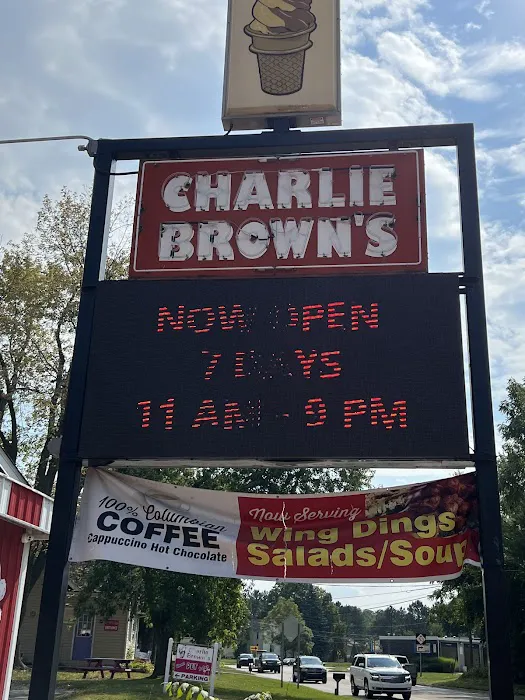 CHARLIE
BROWN'S
NOW OPEN
7 DAYS
11 AM - 9 PM
100% Columbian
COFFEE
Cappuccino Hot Chocolate
Now Serving
Wing Dings
Salads/Soup
PARKING